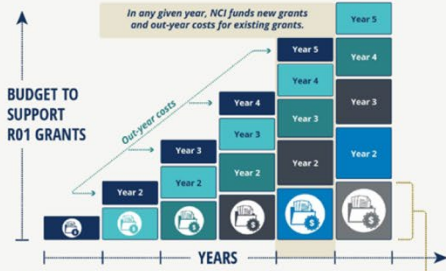 In any given year, NCI funds new grants
and out-year costs for existing grants.
BUDGET TO
SUPPORT
R01 GRANTS
Out-year costs
Year 2
Year 3
Year 2
Year 4
Year 3
Year 2
Year 5
Year 4
Year 3
Year 2
Year 5
Year 4
Year 3
Year 2
YEARS